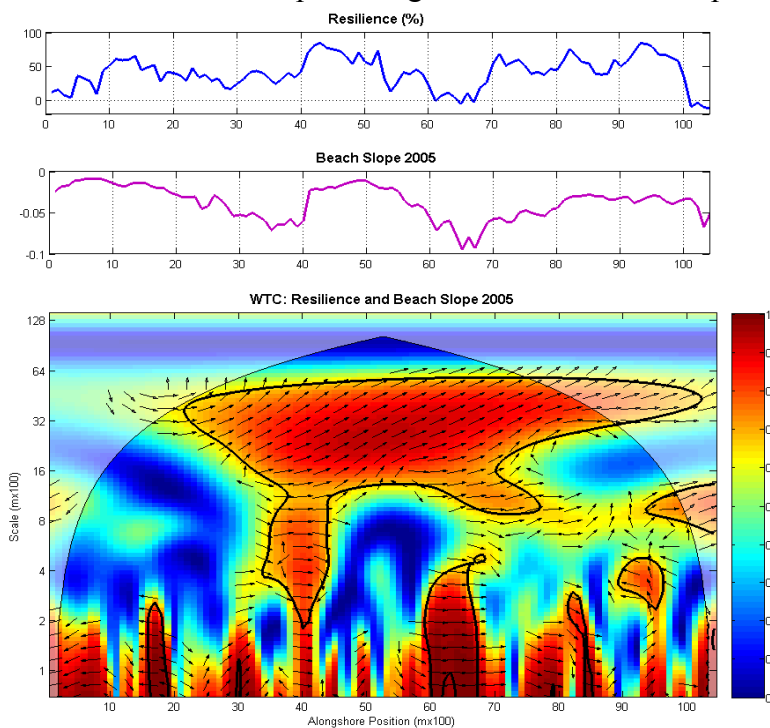 Resilience (%)
100
50
0
0 10 20 30 40 50 60 70 80 90 100
Beach Slope 2005
0
-0.05
-0.1
0 10 20 30 40 50 60 70 80 90 100
WTC: Resilience and Beach Slope 2005
128
64
32
16
8
4
2
1
Scale (mx100)
10 20 30 40 50 60 70 80 90 100
Alongshore Position (mx100)